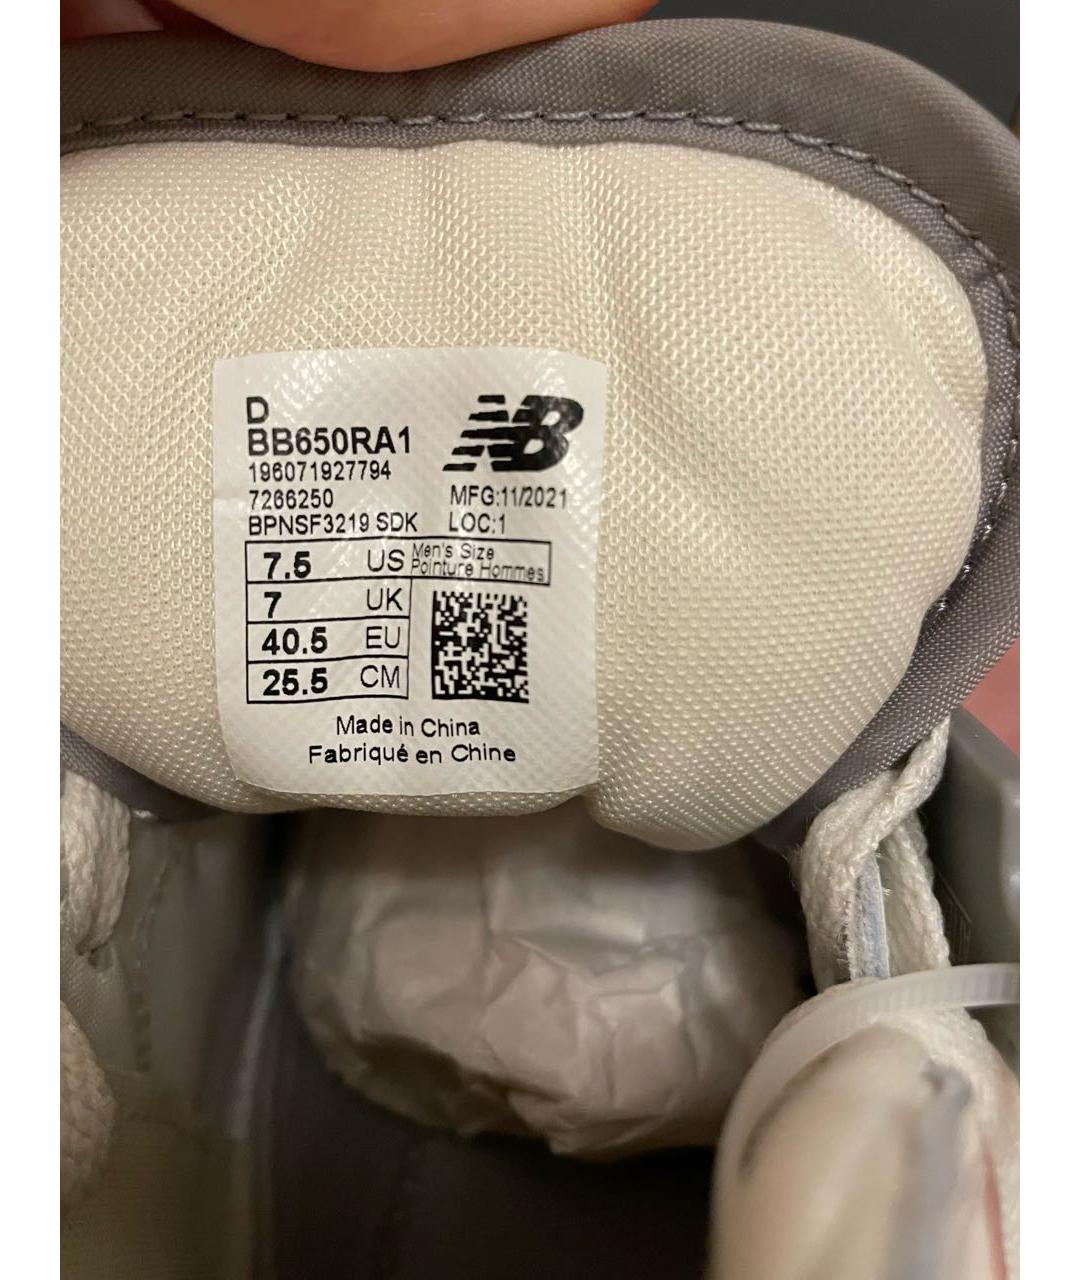 D
BB650RA1
NB
196071927794
7266250 MFG:11/2021
BPNSF3219 SDK LOC:1
7.5 US Men's Size
Pointure Hommes
7 UK
40.5 EU
25.5 CM
Made in China
Fabriqué en Chine